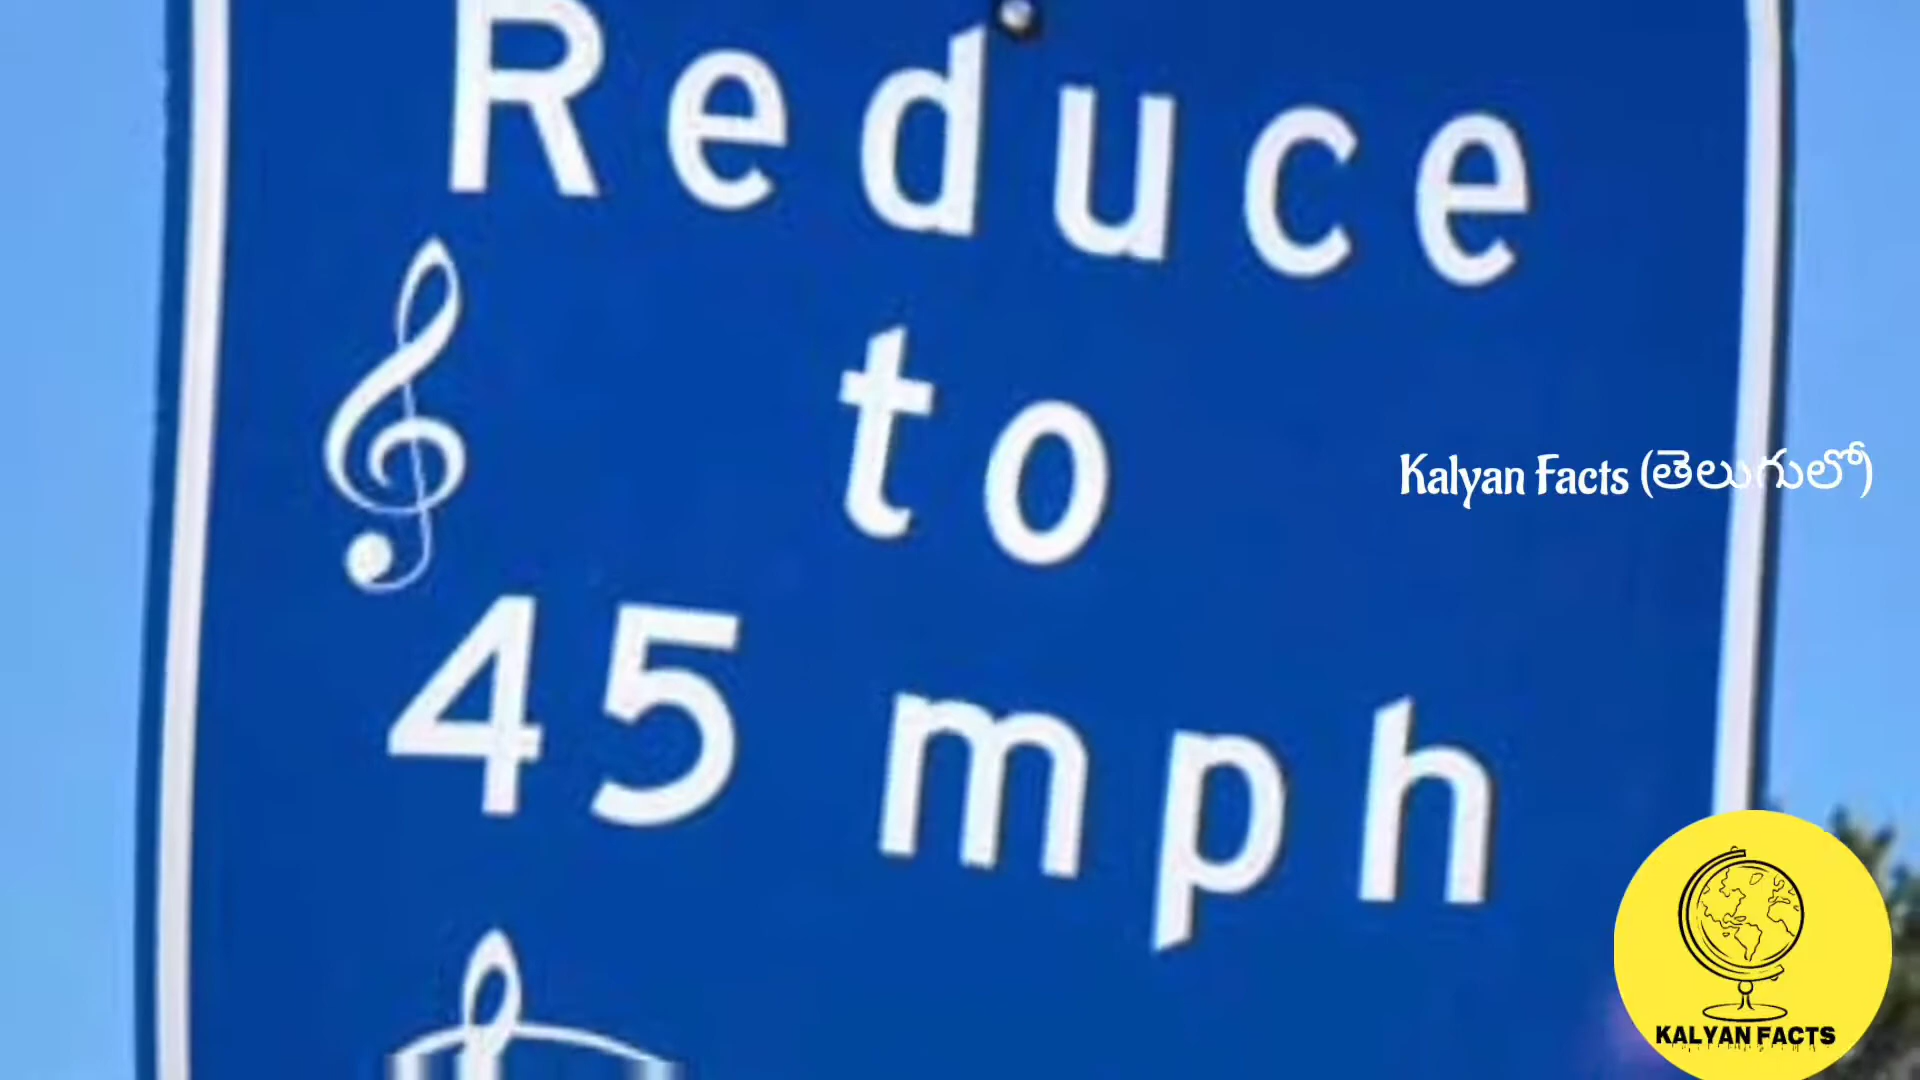 Reduce
to
45 mph
Kalyan Facts (తెలుగులో)
KALYAN FACTS